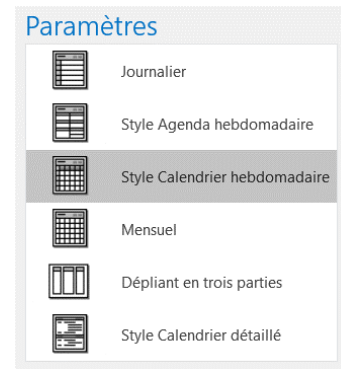 Paramètres
Journalier
Style Agenda hebdomadaire
Style Calendrier hebdomadaire
Mensuel
Dépliant en trois parties
Style Calendrier détaillé